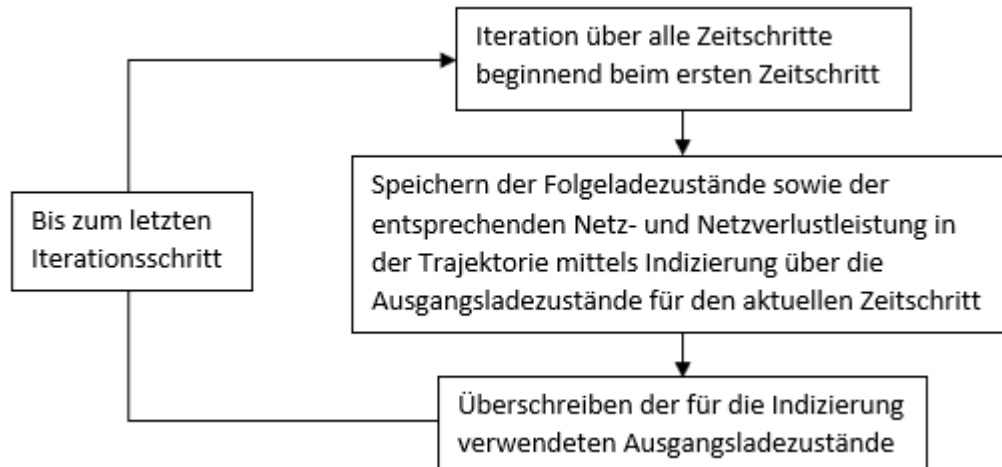 Iteration über alle Zeitschritte
beginnend beim ersten Zeitschritt
Speichern der Folgeladezustände sowie der
entsprechenden Netz- und Netzverlustleistung in
der Trajektorie mittels Indizierung über die
Ausgangsladezustände für den aktuellen Zeitschritt
Überschreiben der für die Indizierung
verwendeten Ausgangsladezustände
Bis zum letzten
Iterationsschritt